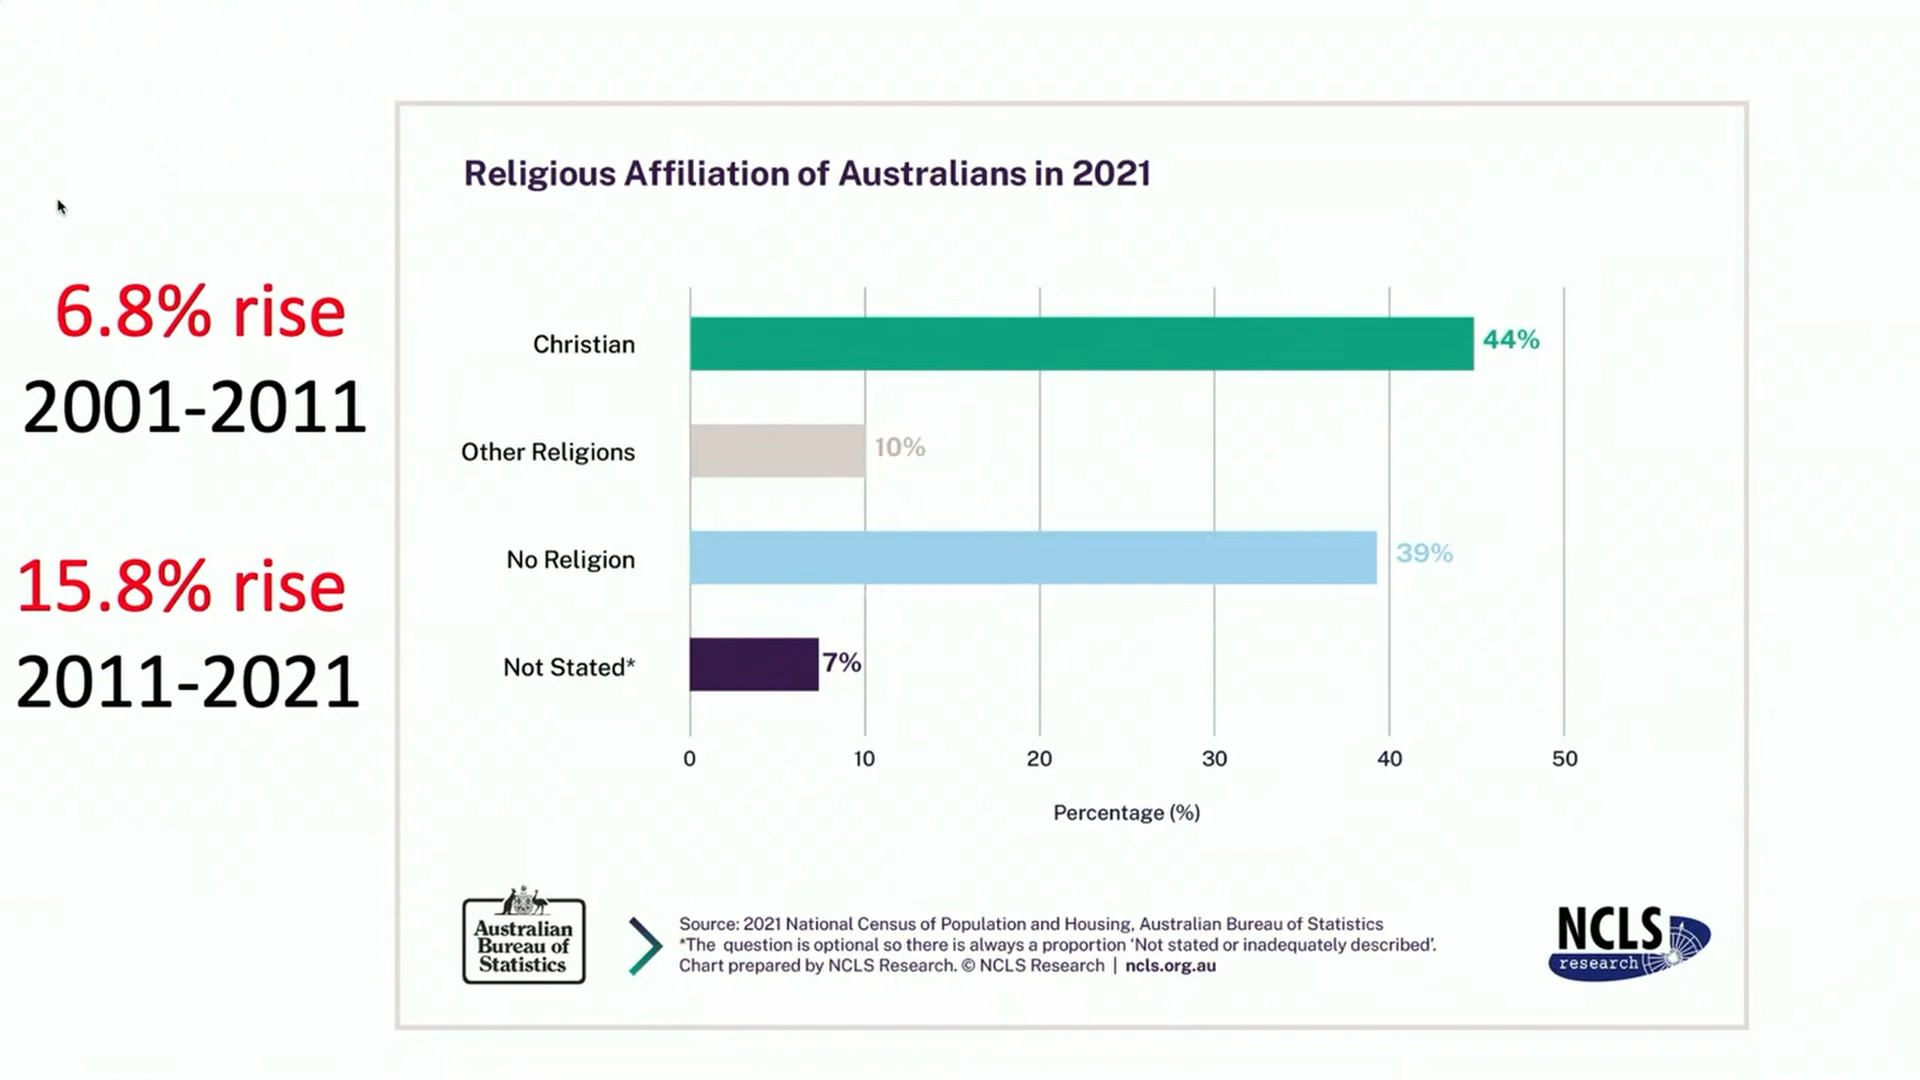 6.8% rise
2001-2011
15.8% rise
2011-2021
Religious Affiliation of Australians in 2021
Christian
44%
Other Religions
10%
No Religion
39%
Not Stated*
7%
0 10 20 30 40 50
Percentage (%)
Australian
Bureau of
Statistics
Source: 2021 National Census of Population and Housing, Australian Bureau of Statistics
*The question is optional so there is always a proportion ‘Not stated or inadequately described’.
Chart prepared by NCLS Research. © NCLS Research | ncls.org.au
NCLS
research